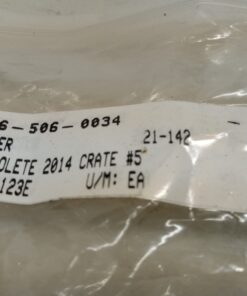 6-506-0034
ER 21-142
OLETE 2014 CRATE #5
123E U/M: EA